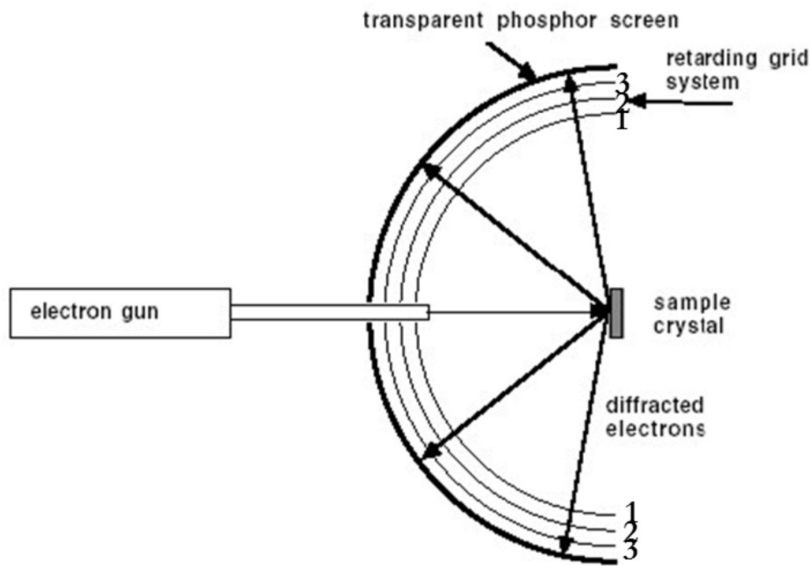 transparent phosphor screen
retarding grid
system
3
2
1
electron gun
sample
crystal
diffracted
electrons
1
2
3